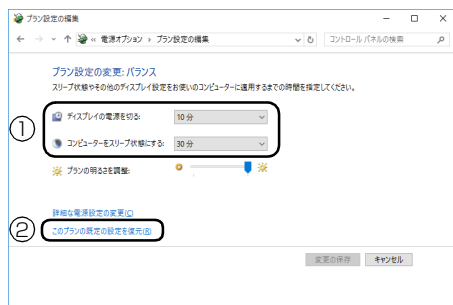 プラン設定の編集
« 電源オプション › プラン設定の編集
コントロール パネルの検索
プラン設定の変更: バランス
スリープ状態やその他のディスプレイ設定をお使いのコンピューターに適用するまでの時間を指定してください。
① ディスプレイの電源を切る: 10 分
コンピューターをスリープ状態にする: 30 分
プランの明るさを調整:
詳細な電源設定の変更(C)
② このプランの既定の設定を復元(R)
変更の保存 キャンセル